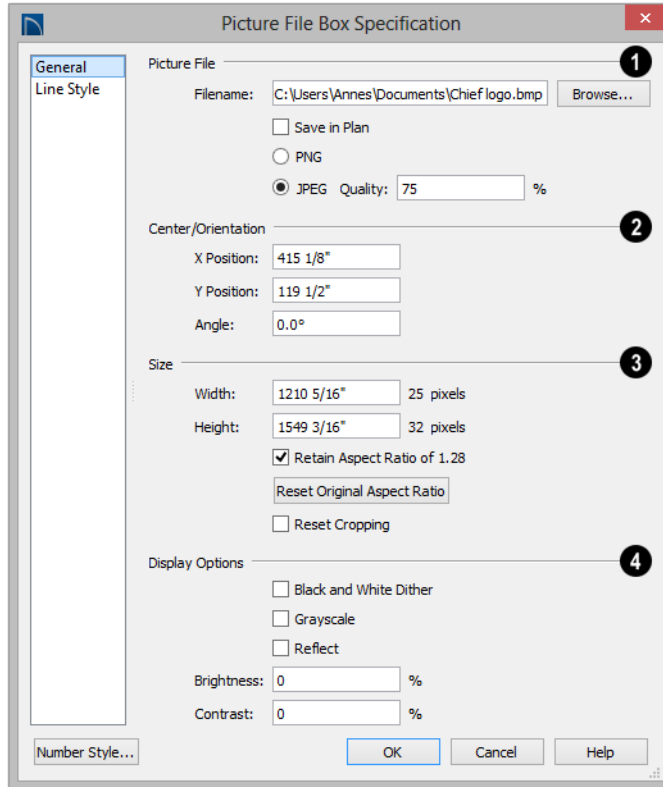 Picture File Box Specification
General
Line Style
Picture File
1
Filename: C:\Users\Annes\Documents\Chief logo.bmp Browse...
Save in Plan
PNG
JPEG Quality: 75 %
Center/Orientation
2
X Position: 415 1/8"
Y Position: 119 1/2"
Angle: 0.0°
Size
3
Width: 1210 5/16" 25 pixels
Height: 1549 3/16" 32 pixels
Retain Aspect Ratio of 1.28
Reset Original Aspect Ratio
Reset Cropping
Display Options
4
Black and White Dither
Grayscale
Reflect
Brightness: 0 %
Contrast: 0 %
Number Style... OK Cancel Help